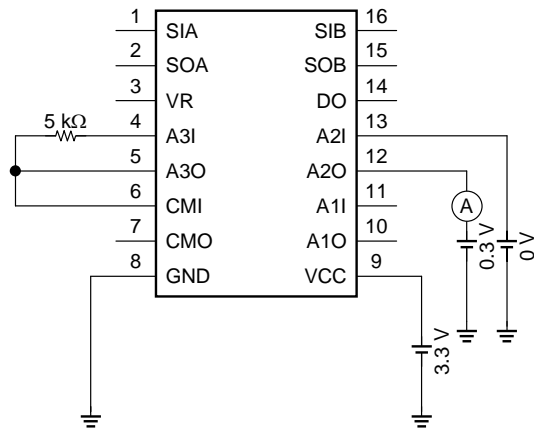 1 SIA SIB 16
2 SOA SOB 15
3 VR DO 14
5 kΩ 4 A3I A2I 13
5 A3O A2O 12
6 CMI A1I 11
A
7 CMO A1O 10
0.3 V
0 V
8 GND VCC 9
3.3 V